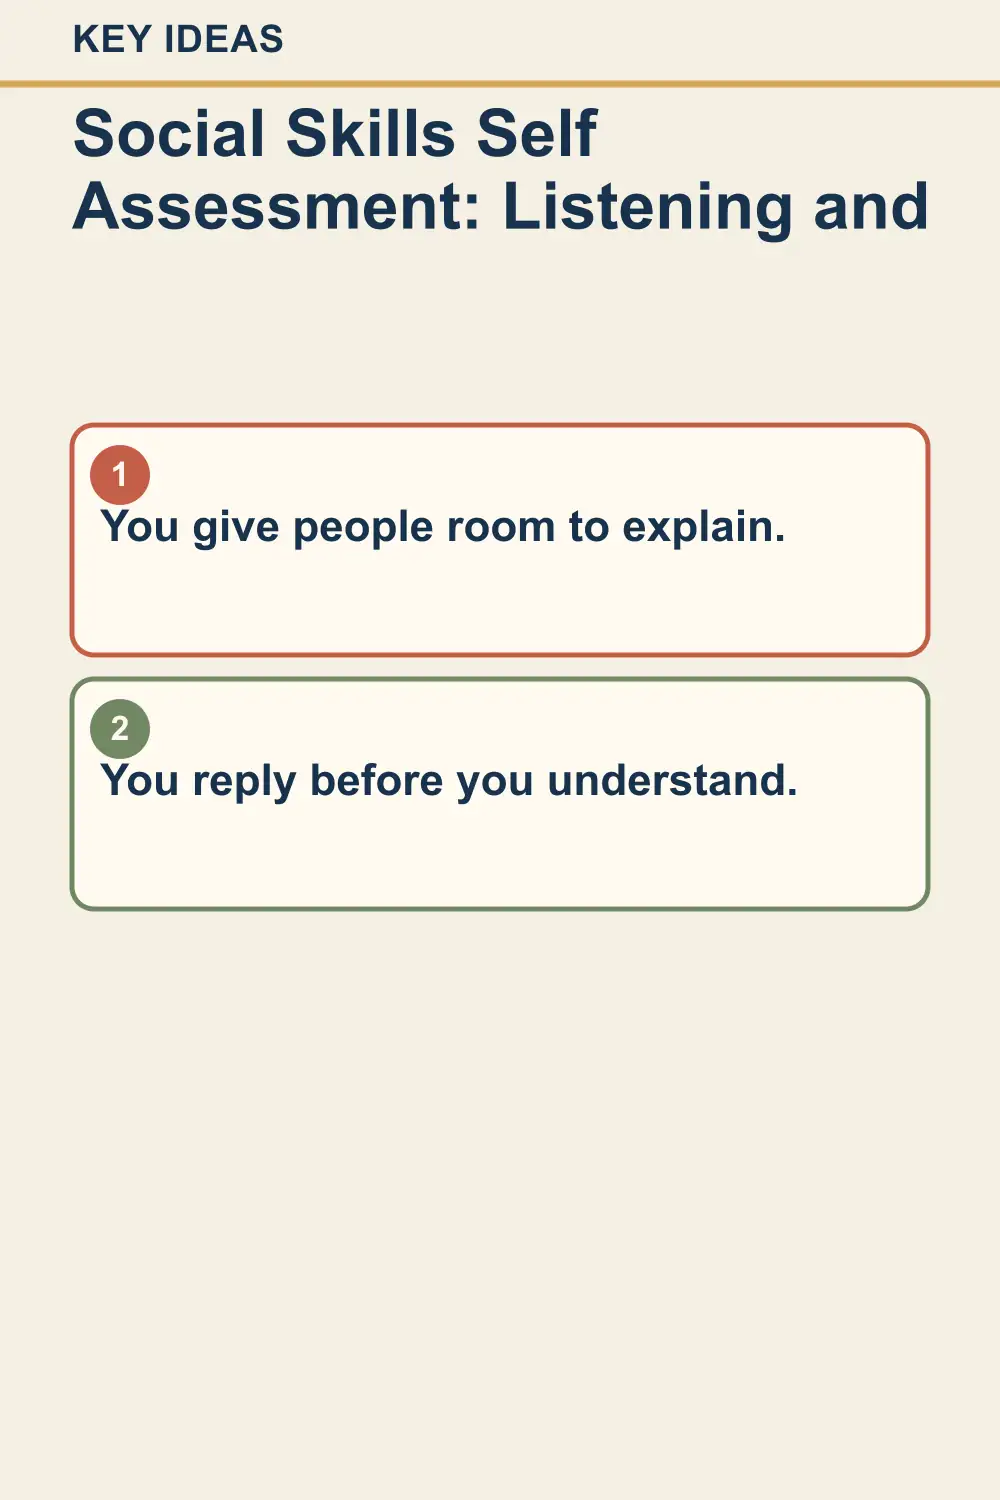 KEY IDEAS
Social Skills Self
Assessment: Listening and
1
You give people room to explain.
2
You reply before you understand.